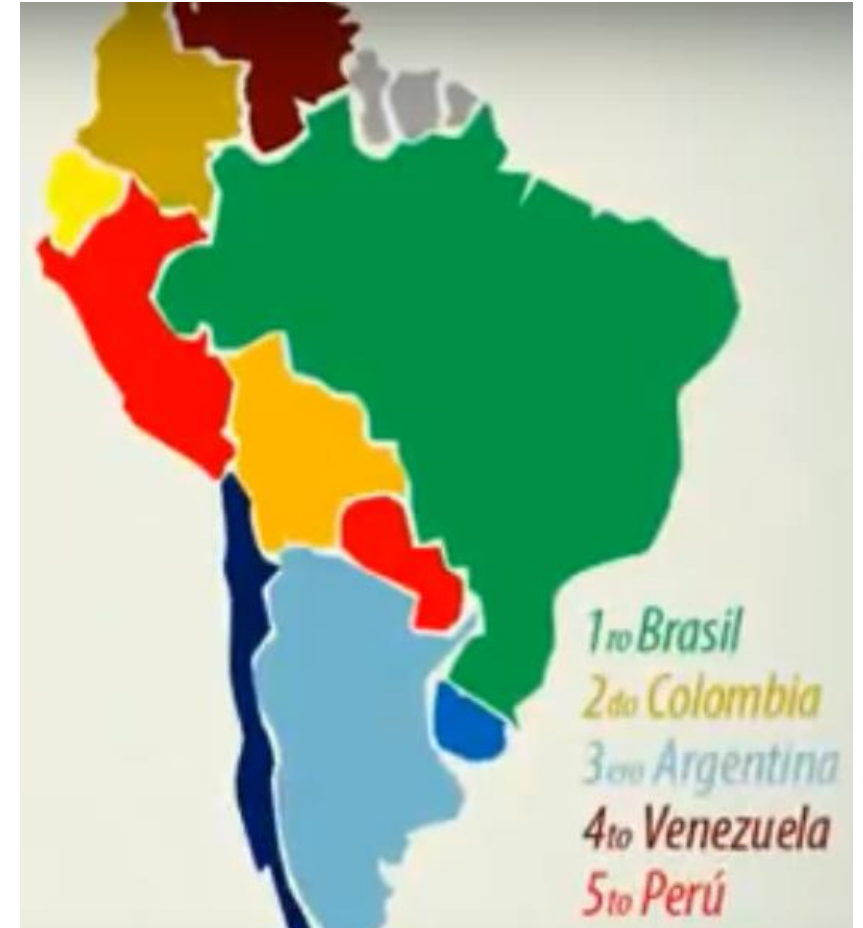 1ro Brasil
2do Colombia
3ero Argentina
4to Venezuela
5to Perú